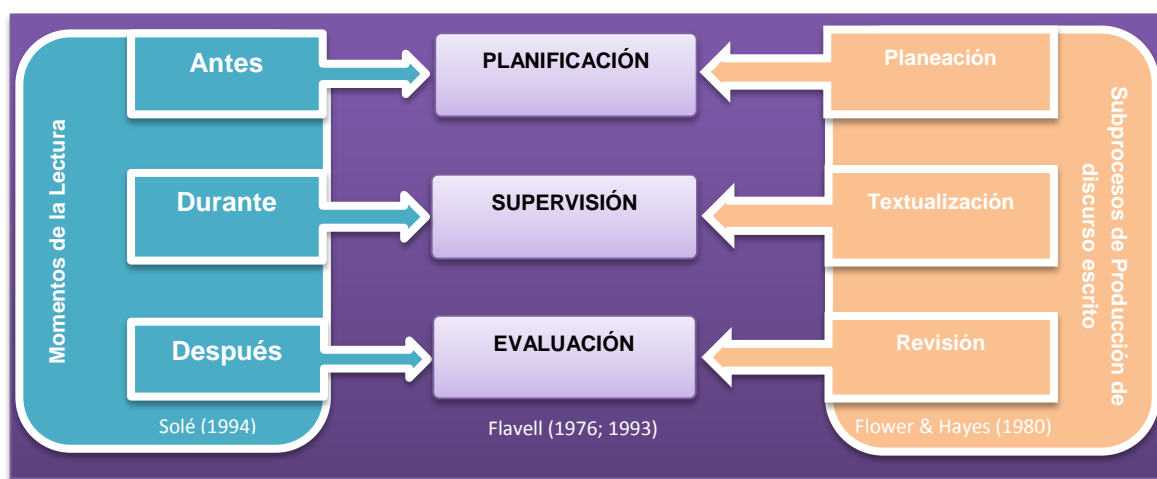 Momentos de la Lectura
Antes
Durante
Después
Solé (1994)
PLANIFICACIÓN
SUPERVISIÓN
EVALUACIÓN
Flavell (1976; 1993)
Planeación
Textualización
Revisión
Flower & Hayes (1980)
Subprocesos de Producción de
discurso escrito